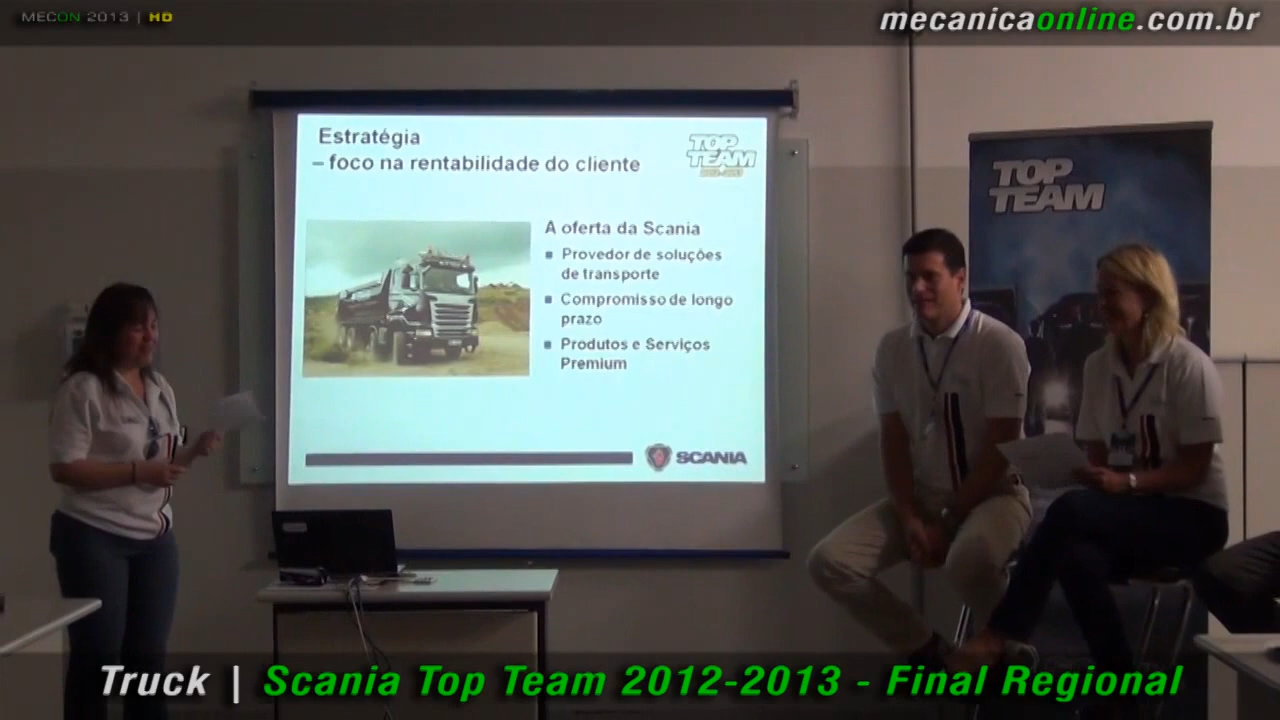 MECON 2013 | HD
mecanicaonline.com.br
Estratégia
– foco na rentabilidade do cliente
TOP
TEAM
2012-2013
A oferta da Scania
Provedor de soluções
de transporte
Compromisso de longo
prazo
Produtos e Serviços
Premium
SCANIA
TOP
TEAM
Truck | Scania Top Team 2012-2013 - Final Regional